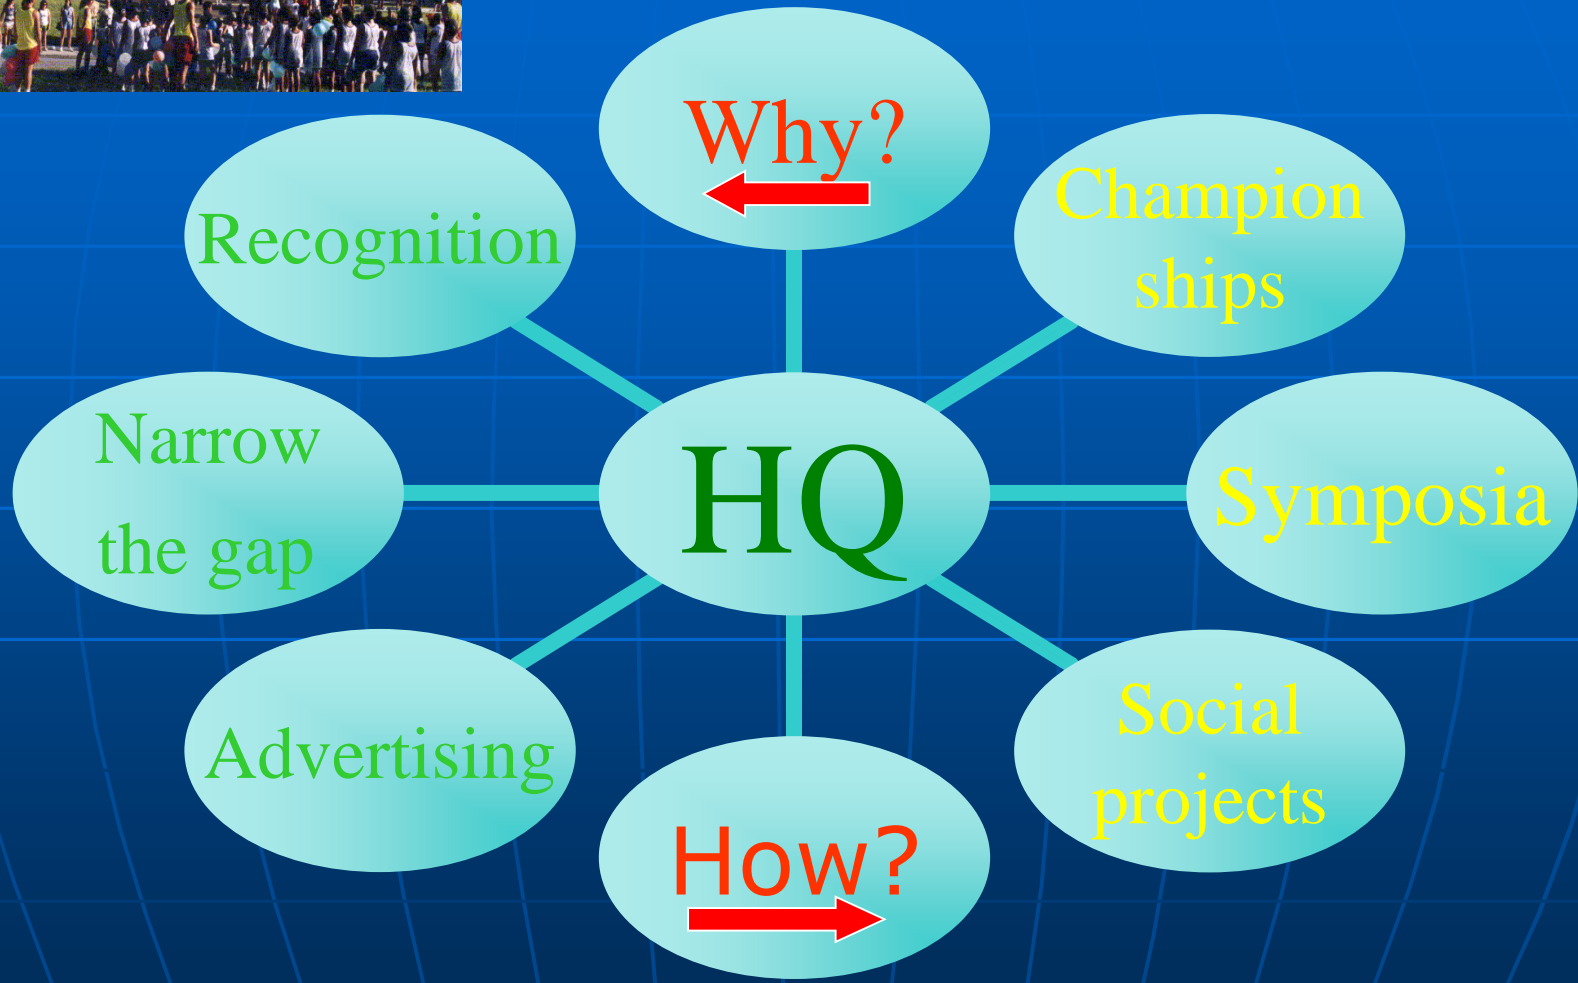 Why?
Recognition
Champion
ships
Narrow
the gap
HQ
Symposia
Advertising
Social
projects
How?